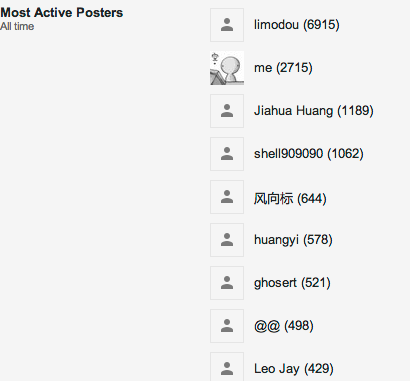 Most Active Posters
All time
limodou (6915)
me (2715)
Jiahua Huang (1189)
shell909090 (1062)
风向标 (644)
huangyi (578)
ghosert (521)
@@ (498)
Leo Jay (429)